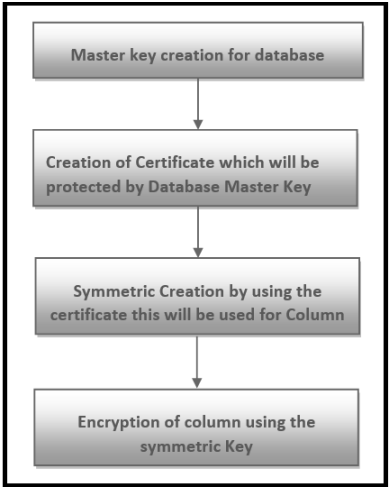 Master key creation for database
Creation of Certificate which will be
protected by Database Master Key
Symmetric Creation by using the
certificate this will be used for Column
Encryption of column using the
symmetric Key